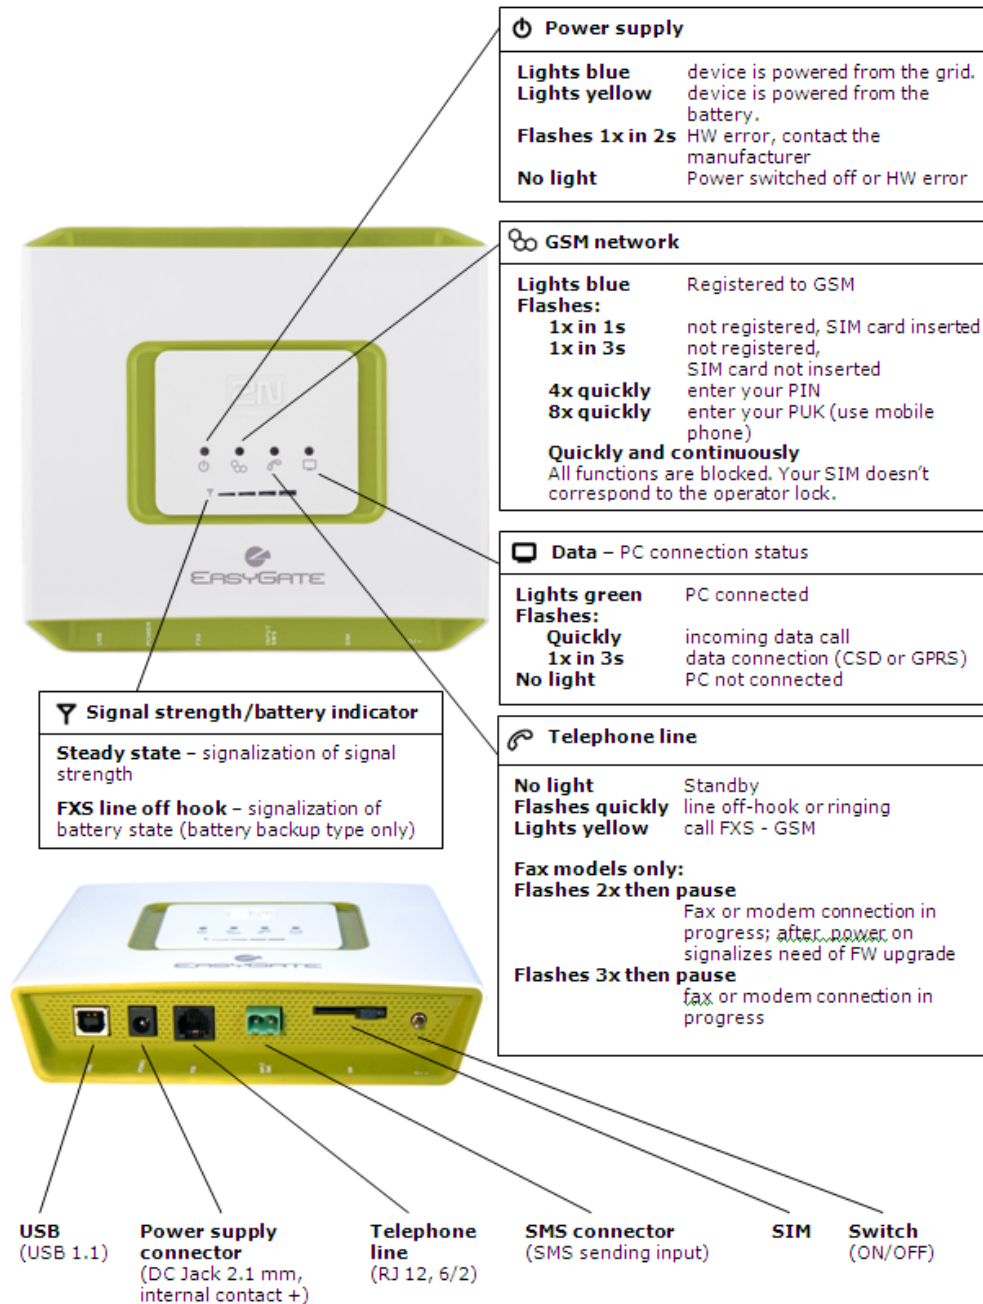 Power supply
Lights blue device is powered from the grid.
Lights yellow device is powered from the
battery.
Flashes 1x in 2s HW error, contact the
manufacturer
No light Power switched off or HW error
GSM network
Lights blue Registered to GSM
Flashes:
1x in 1s not registered, SIM card inserted
1x in 3s not registered,
SIM card not inserted
4x quickly enter your PIN
8x quickly enter your PUK (use mobile
phone)
Quickly and continuously
All functions are blocked. Your SIM doesn't
correspond to the operator lock.
2N
EASYGATE
USB
POWER
FXS
INPUT
SMS
SIM
Data – PC connection status
Lights green PC connected
Flashes:
Quickly incoming data call
1x in 3s data connection (CSD or GPRS)
No light PC not connected
Signal strength/battery indicator
Steady state – signalization of signal
strength
FXS line off hook – signalization of
battery state (battery backup type only)
Telephone line
No light Standby
Flashes quickly line off-hook or ringing
Lights yellow call FXS - GSM
Fax models only:
Flashes 2x then pause
Fax or modem connection in
progress; after power on
signalizes need of FW upgrade
Flashes 3x then pause
fax or modem connection in
progress
EASYGATE
USB
(USB 1.1)
Power supply
connector
(DC Jack 2.1 mm,
internal contact +)
Telephone
line
(RJ 12, 6/2)
SMS connector
(SMS sending input)
SIM
Switch
(ON/OFF)